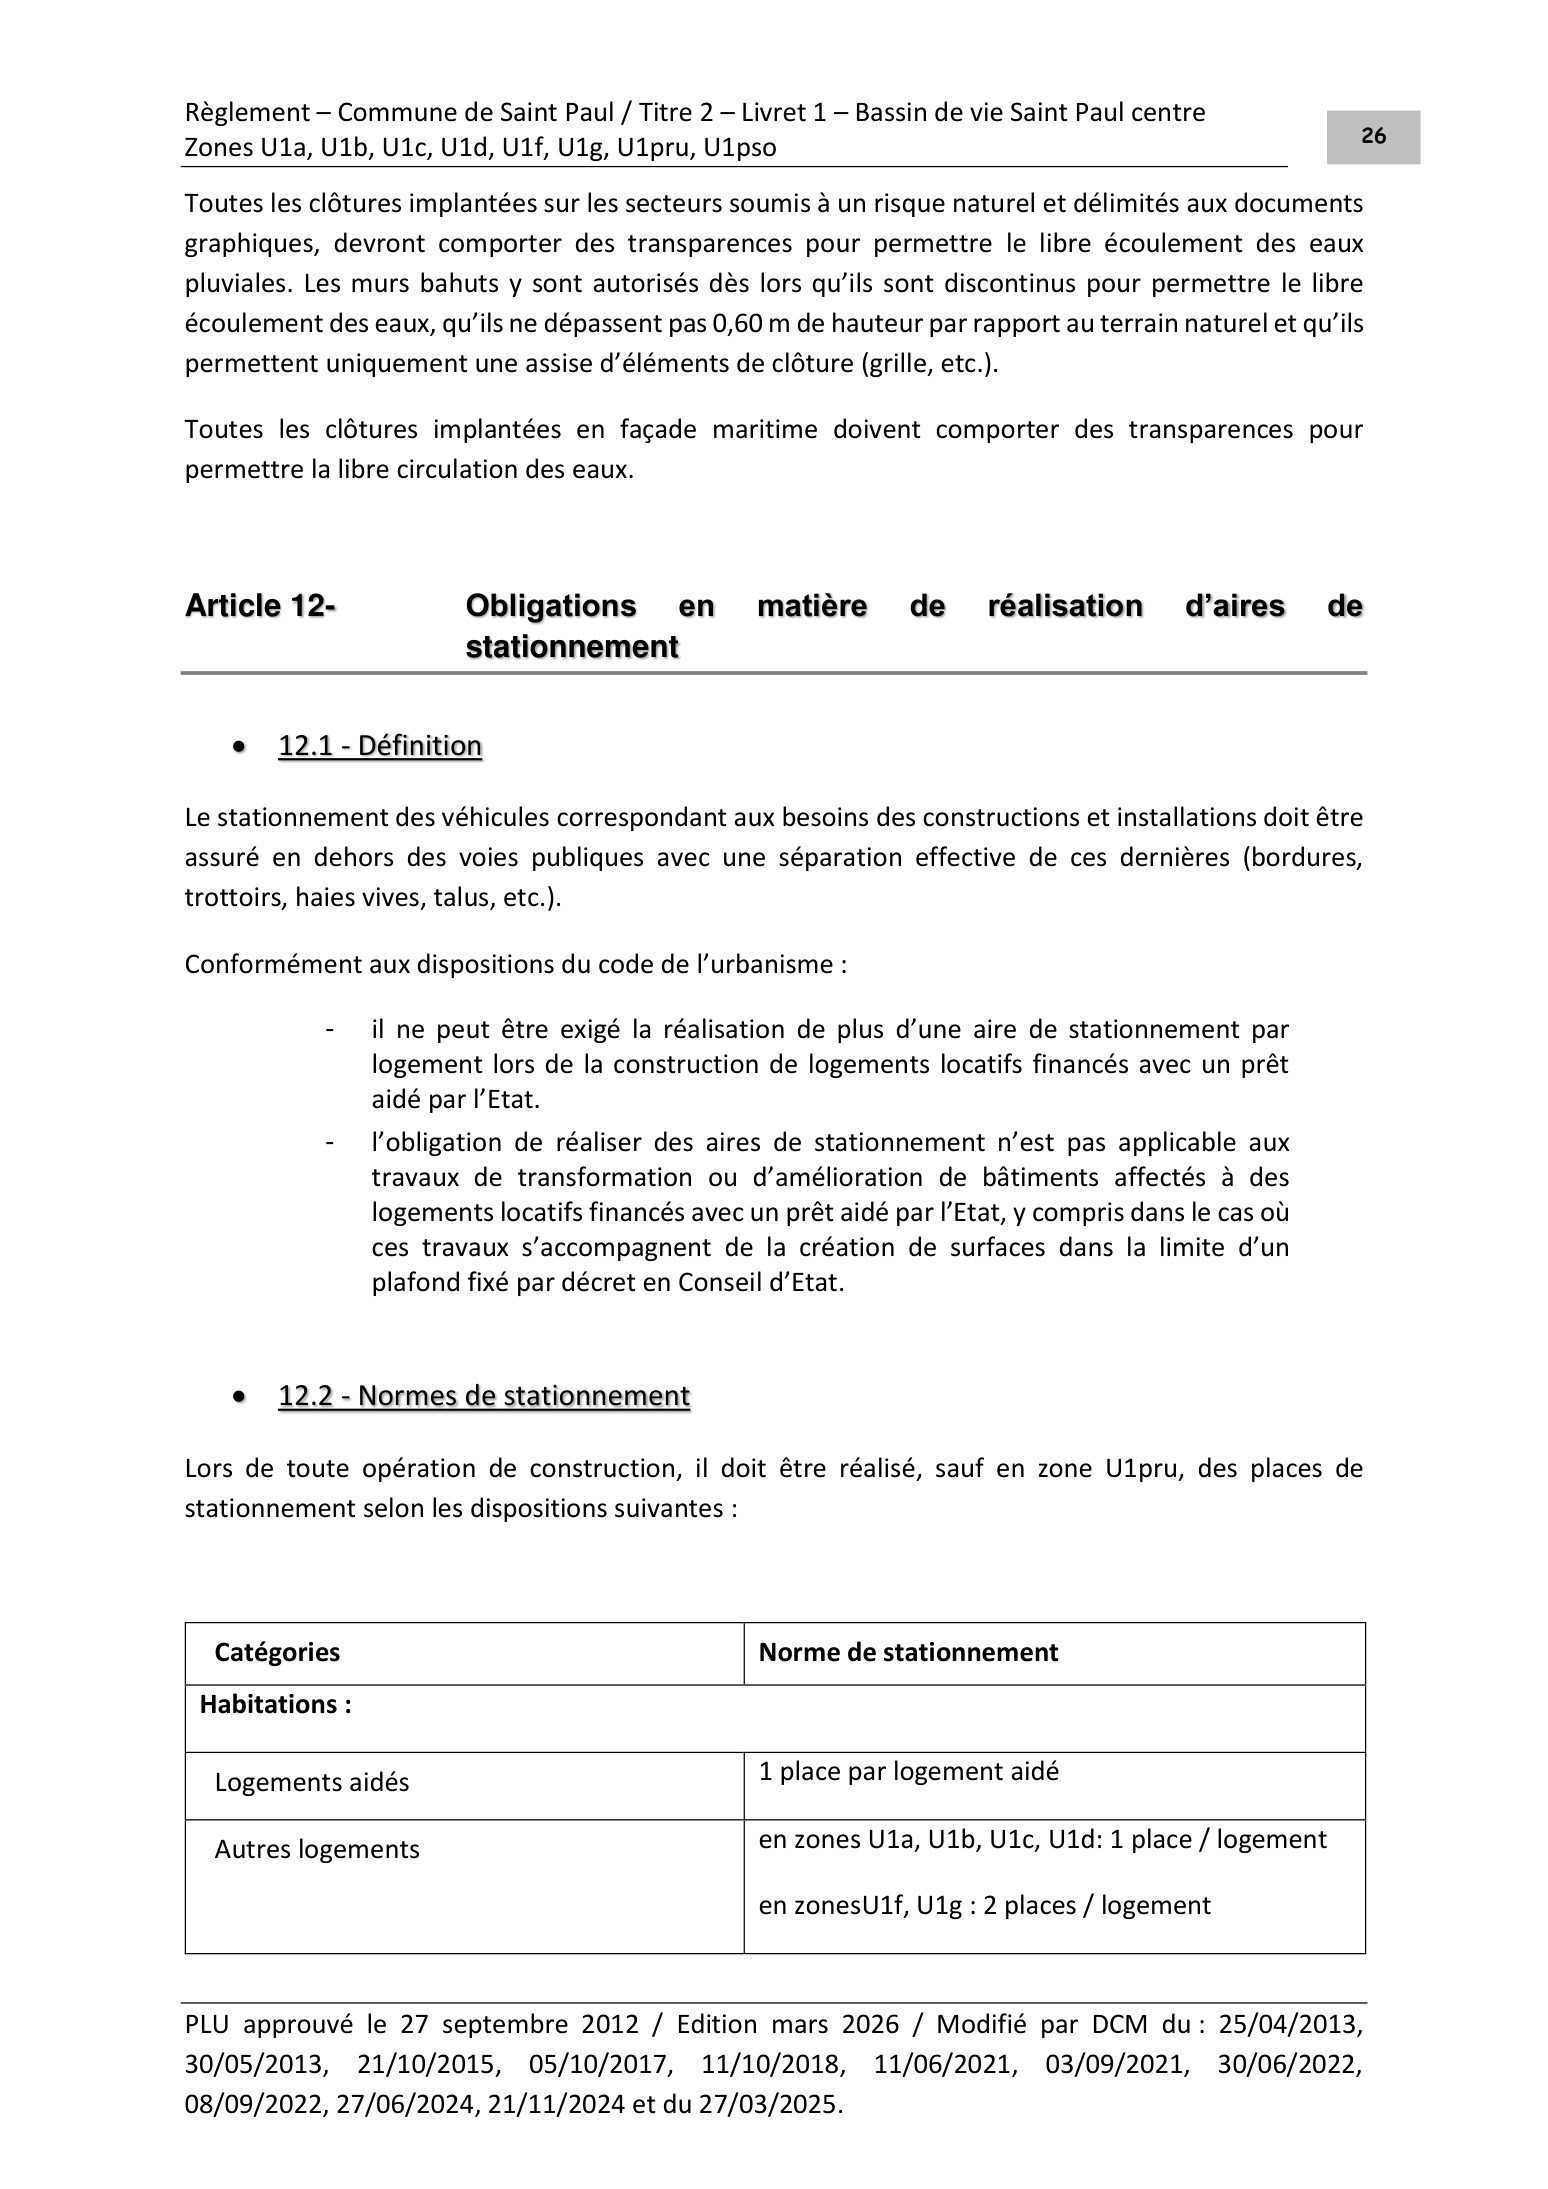 Règlement – Commune de Saint Paul / Titre 2 – Livret 1 – Bassin de vie Saint Paul centre
Zones U1a, U1b, U1c, U1d, U1f, U1g, U1pru, U1pso
26
Toutes les clôtures implantées sur les secteurs soumis à un risque naturel et délimités aux documents
graphiques, devront comporter des transparences pour permettre le libre écoulement des eaux
pluviales. Les murs bahuts y sont autorisés dès lors qu’ils sont discontinus pour permettre le libre
écoulement des eaux, qu’ils ne dépassent pas 0,60 m de hauteur par rapport au terrain naturel et qu’ils
permettent uniquement une assise d’éléments de clôture (grille, etc.).
Toutes les clôtures implantées en façade maritime doivent comporter des transparences pour
permettre la libre circulation des eaux.
Article 12- Obligations en matière de réalisation d’aires de
stationnement
• 12.1 - Définition
Le stationnement des véhicules correspondant aux besoins des constructions et installations doit être
assuré en dehors des voies publiques avec une séparation effective de ces dernières (bordures,
trottoirs, haies vives, talus, etc.).
Conformément aux dispositions du code de l’urbanisme :
- il ne peut être exigé la réalisation de plus d’une aire de stationnement par
logement lors de la construction de logements locatifs financés avec un prêt
aidé par l’Etat.
- l’obligation de réaliser des aires de stationnement n’est pas applicable aux
travaux de transformation ou d’amélioration de bâtiments affectés à des
logements locatifs financés avec un prêt aidé par l’Etat, y compris dans le cas où
ces travaux s’accompagnent de la création de surfaces dans la limite d’un
plafond fixé par décret en Conseil d’Etat.
• 12.2 - Normes de stationnement
Lors de toute opération de construction, il doit être réalisé, sauf en zone U1pru, des places de
stationnement selon les dispositions suivantes :
Catégories Norme de stationnement
Habitations :
Logements aidés 1 place par logement aidé
Autres logements en zones U1a, U1b, U1c, U1d: 1 place / logement
en zonesU1f, U1g : 2 places / logement
PLU approuvé le 27 septembre 2012 / Edition mars 2026 / Modifié par DCM du : 25/04/2013,
30/05/2013, 21/10/2015, 05/10/2017, 11/10/2018, 11/06/2021, 03/09/2021, 30/06/2022,
08/09/2022, 27/06/2024, 21/11/2024 et du 27/03/2025.